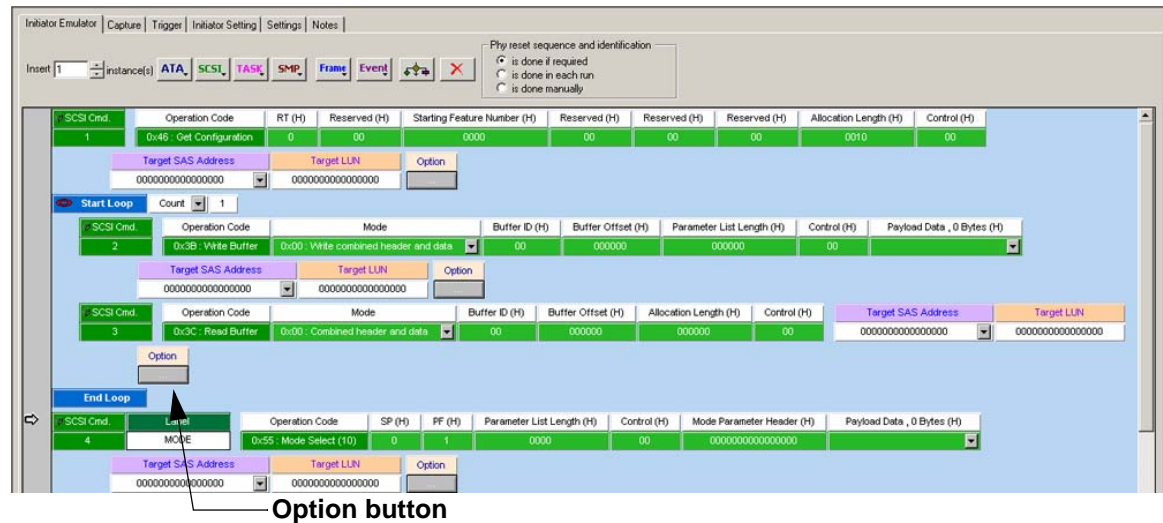 Initiator Emulator Capture Trigger Initiator Setting Settings Notes
Phy reset sequence and identification
Insert 1 instance(s) ATA SCSI TASK SMP Frame Event
is done if required
is done in each run
is done manually
SCSI Cmd. Operation Code RT (H) Reserved (H) Starting Feature Number (H) Reserved (H) Reserved (H) Reserved (H) Allocation Length (H) Control (H)
1 0x46 : Get Configuration 0 00 0000 00 00 00 0010 00
Target SAS Address Target LUN Option
0000000000000000 0000000000000000 ...
Start Loop Count 1
SCSI Cmd. Operation Code Mode Buffer ID (H) Buffer Offset (H) Parameter List Length (H) Control (H) Payload Data , 0 Bytes (H)
2 0x3B : Write Buffer 0x00 : Write combined header and data 00 000000 000000 00
Target SAS Address Target LUN Option
0000000000000000 0000000000000000 ...
SCSI Cmd. Operation Code Mode Buffer ID (H) Buffer Offset (H) Allocation Length (H) Control (H) Target SAS Address Target LUN
3 0x3C : Read Buffer 0x00 : Combined header and data 00 000000 000000 00 0000000000000000 0000000000000000
Option
...
End Loop
SCSI Cmd. Label Operation Code SP (H) PF (H) Parameter List Length (H) Control (H) Mode Parameter Header (H) Payload Data , 0 Bytes (H)
4 MODE 0x55 : Mode Select (10) 0 1 0000 00 0000000000000000
Target SAS Address Target LUN Option
0000000000000000 0000000000000000 ...
Option button